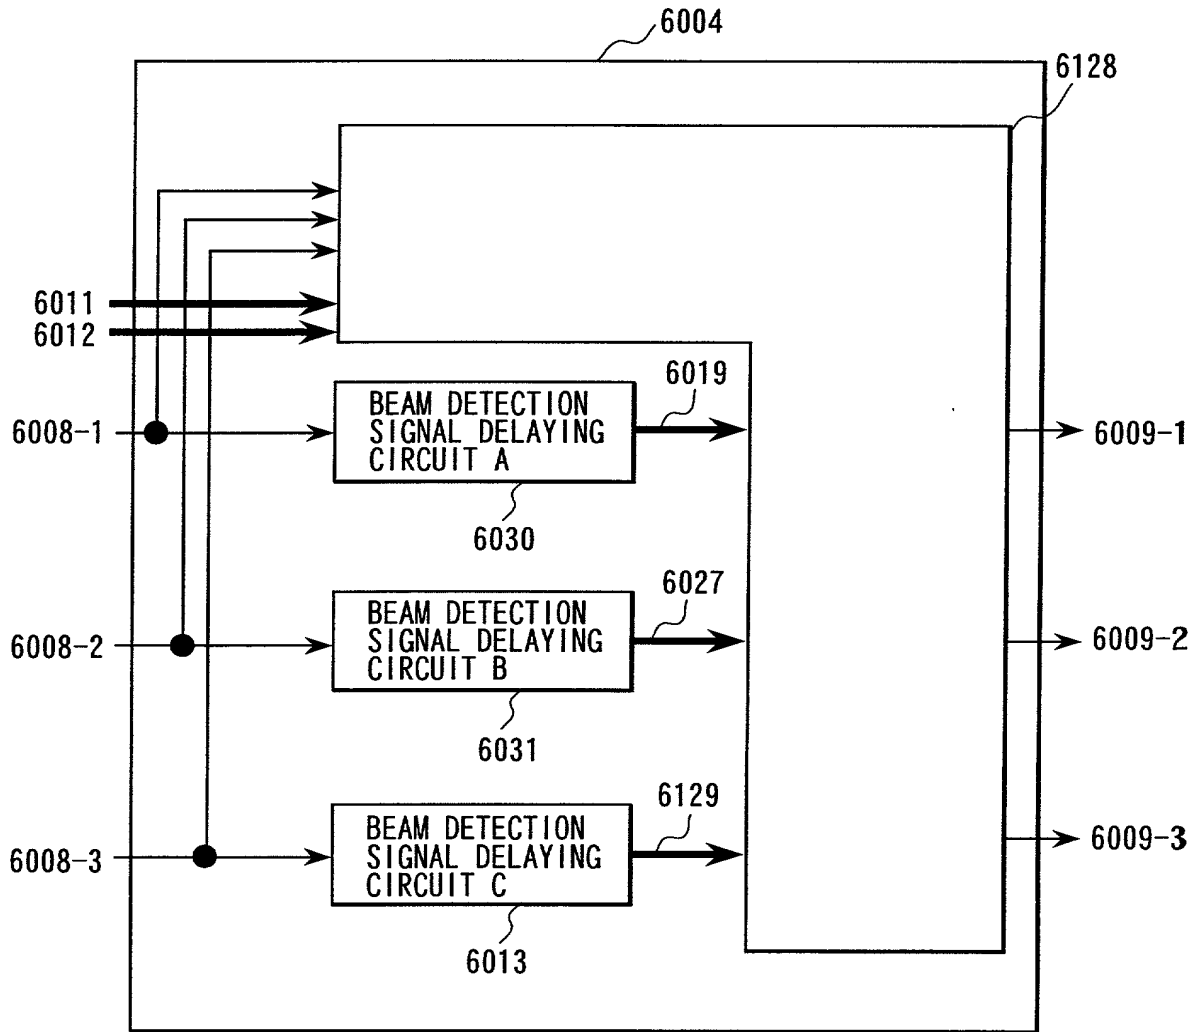 6004
6128
6011
6012
6019
6008-1
BEAM DETECTION
SIGNAL DELAYING
CIRCUIT A
6009-1
6030
6027
6008-2
BEAM DETECTION
SIGNAL DELAYING
CIRCUIT B
6009-2
6031
6129
6008-3
BEAM DETECTION
SIGNAL DELAYING
CIRCUIT C
6009-3
6013